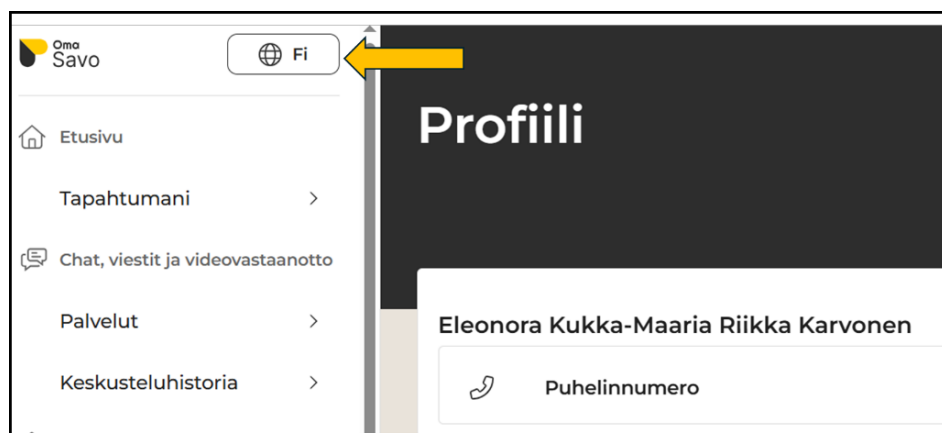 Oma
Savo
Fi
Etusivu
Tapahtumani
Chat, viestit ja videovastaanotto
Palvelut
Keskusteluhistoria
Profiili
Eleonora Kukka-Maaria Riikka Karvonen
Puhelinnumero